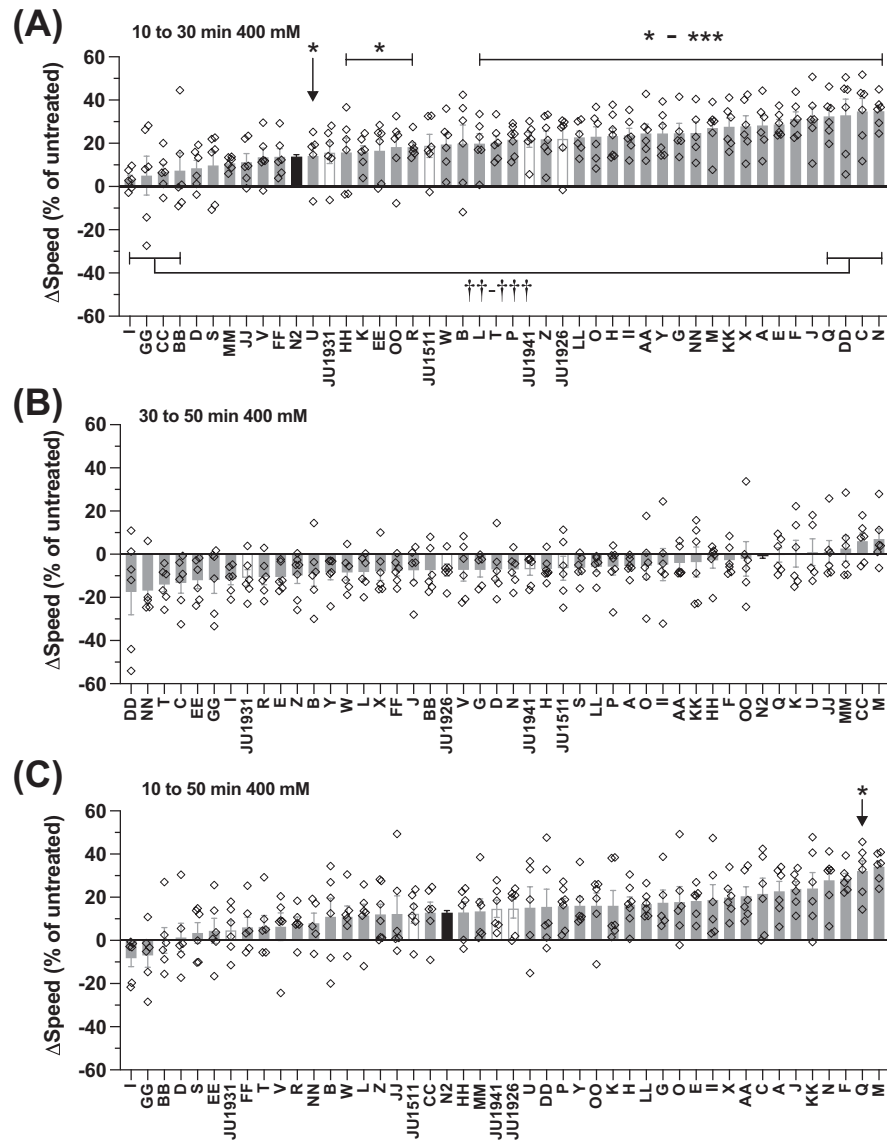 (A)
10 to 30 min 400 mM
* * * - ***
60
40
20
0
-20
-40
-60
ΔSpeed (% of untreated)
††-†††
I GG CC BB D S MM JJ V FF N2 U JU1931 HH K EE OO R JU1511 W B L T P JU1941 Z JU1926 LL O H II AA Y G NN M KK X A E F J Q DD C N
(B)
30 to 50 min 400 mM
60
40
20
0
-20
-40
-60
ΔSpeed (% of untreated)
DD NN T C EE GG I JU1931 R E Z B Y W L X FF J BB JU1926 V G D N JU1941 H JU1511 S LL P A O II AA KK HH F OO N2 Q K U JJ MM CC M
(C)
10 to 50 min 400 mM
*
60
40
20
0
-20
-40
-60
ΔSpeed (% of untreated)
I GG BB D S EE JU1931 FF T V R NN B W L Z JJ JU1511 CC N2 HH MM JU1941 JU1926 U DD P Y OO K H LL G O E II X AA C A J KK N F Q M